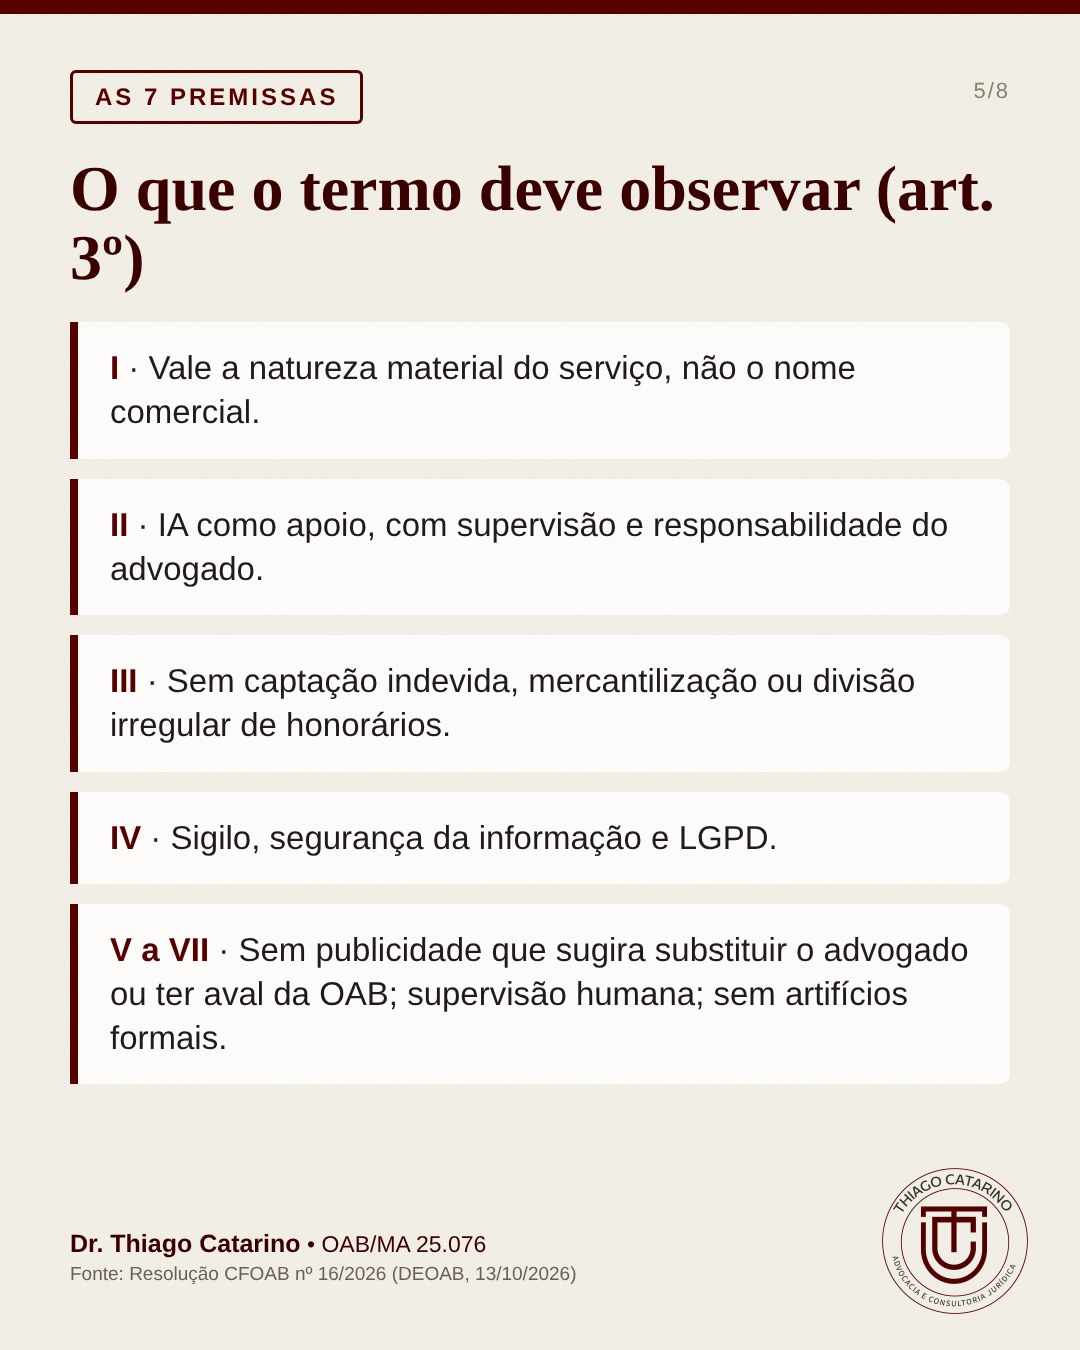 AS 7 PREMISSAS
5/8
O que o termo deve observar (art.
3º)
I · Vale a natureza material do serviço, não o nome
comercial.
II · IA como apoio, com supervisão e responsabilidade do
advogado.
III · Sem captação indevida, mercantilização ou divisão
irregular de honorários.
IV · Sigilo, segurança da informação e LGPD.
V a VII · Sem publicidade que sugira substituir o advogado
ou ter aval da OAB; supervisão humana; sem artifícios
formais.
THIAGO CATARINO
ADVOCACIA E CONSULTORIA JURÍDICA
Dr. Thiago Catarino • OAB/MA 25.076
Fonte: Resolução CFOAB nº 16/2026 (DEOAB, 13/10/2026)